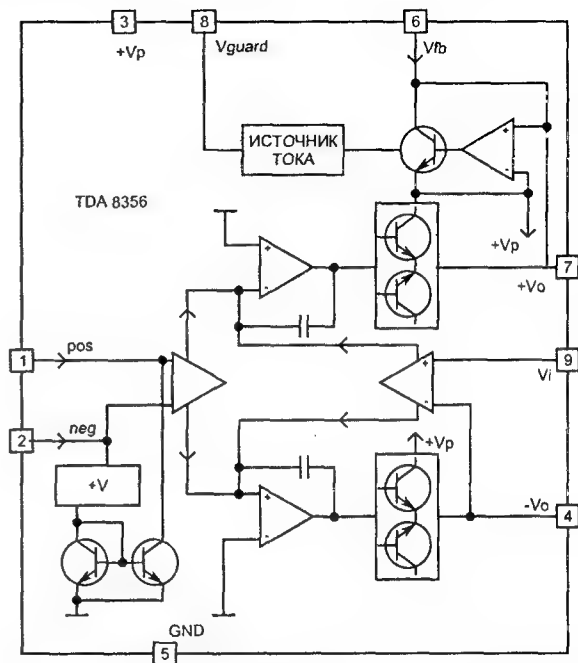 3
8
6
+Vp
Vguard
Vfb
ИСТОЧНИК
ТОКА
+
-
TDA 8356
+Vp
+
-
7
+Vo
1
pos
+
-
9
Vi
2
neg
+V
+Vp
+
-
-Vo
4
GND
5